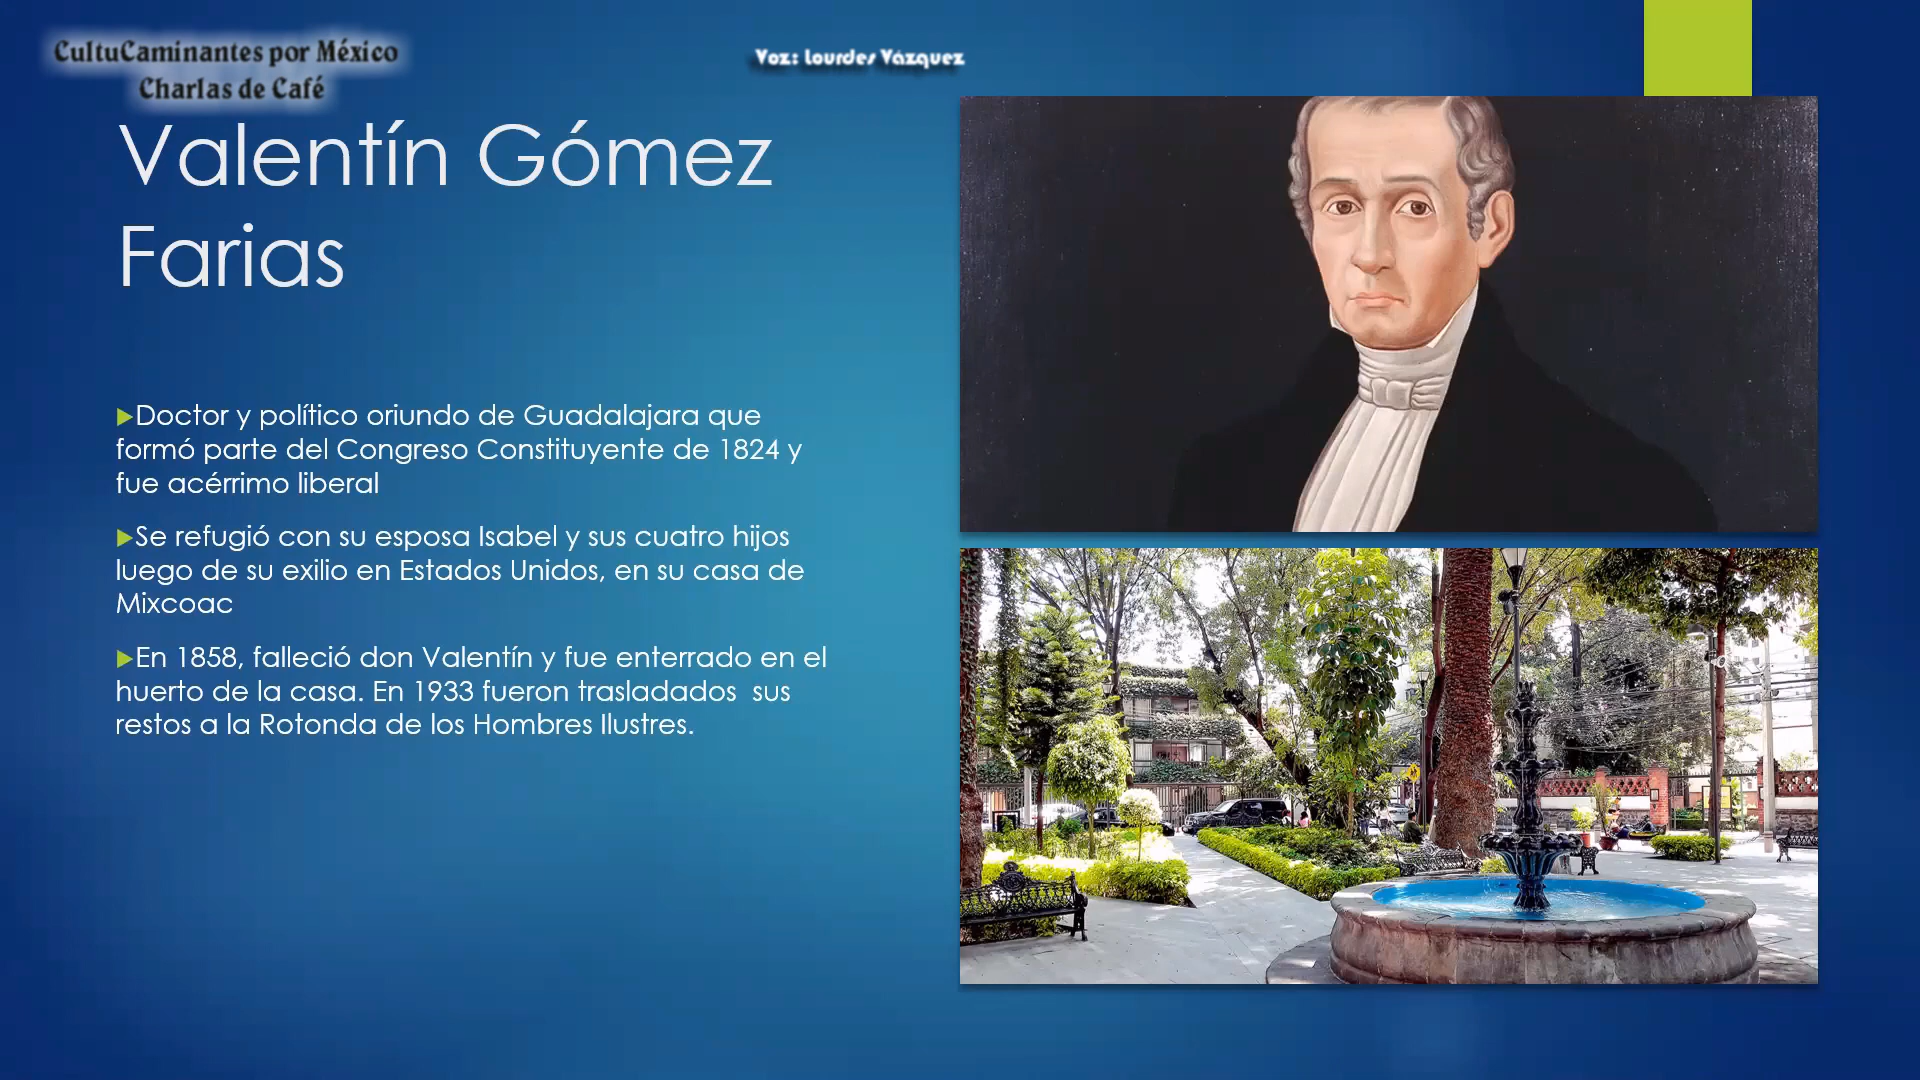 CultuCaminantes por México
Charlas de Café
Voz: Lourdes Vázquez
Valentín Gómez
Farias
Doctor y político oriundo de Guadalajara que
formó parte del Congreso Constituyente de 1824 y
fue acérrimo liberal
Se refugió con su esposa Isabel y sus cuatro hijos
luego de su exilio en Estados Unidos, en su casa de
Mixcoac
En 1858, falleció don Valentín y fue enterrado en el
huerto de la casa. En 1933 fueron trasladados  sus
restos a la Rotonda de los Hombres Ilustres.